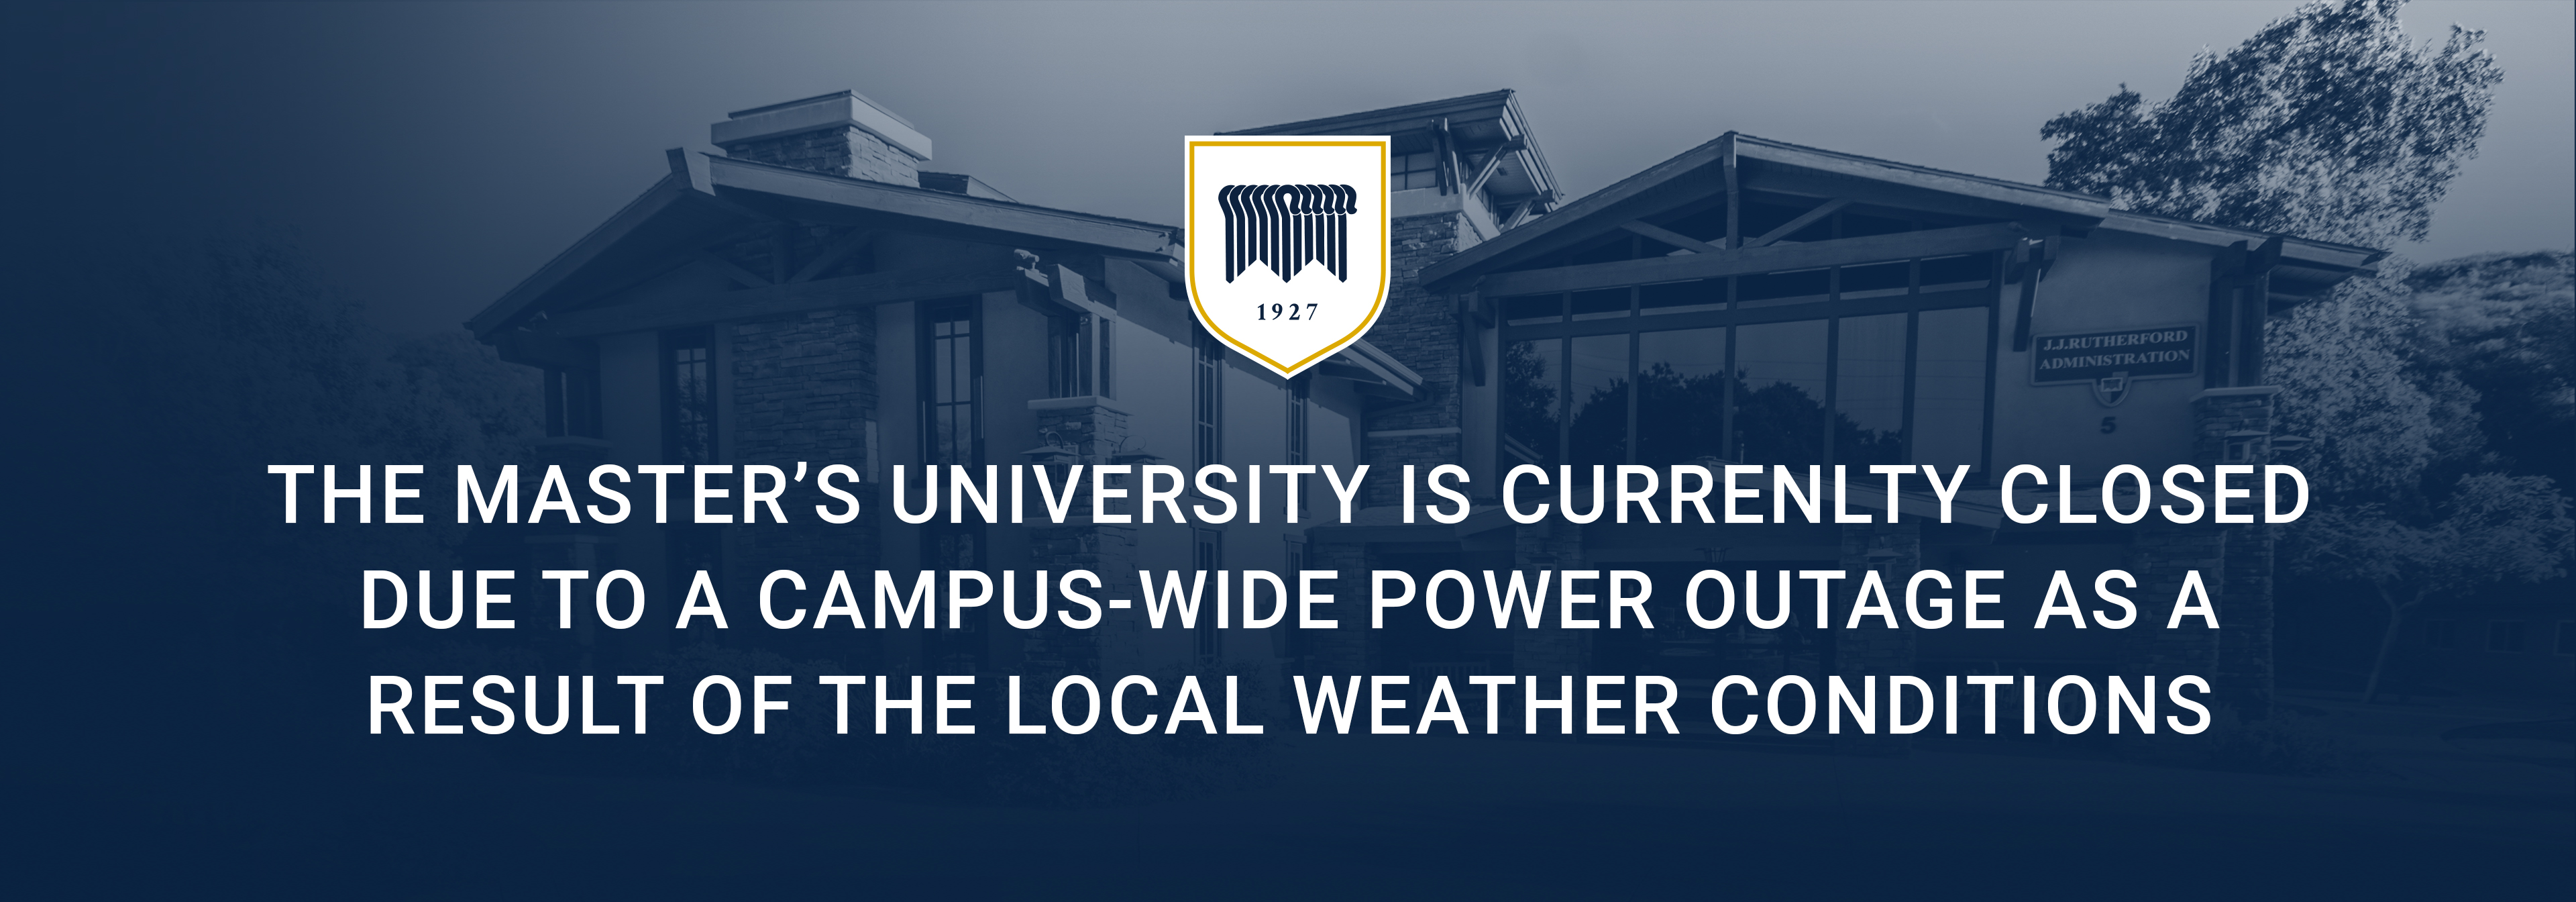 1927
J.J.RUTHERFORD
ADMINISTRATION
5
THE MASTER’S UNIVERSITY IS CURRENLTY CLOSED
DUE TO A CAMPUS-WIDE POWER OUTAGE AS A
RESULT OF THE LOCAL WEATHER CONDITIONS